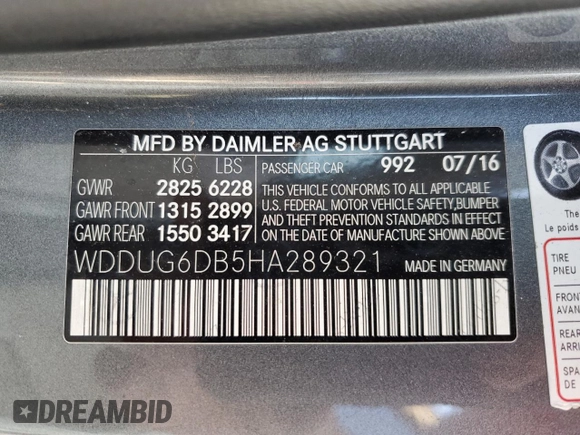 MFD BY DAIMLER AG STUTTGART
KG LBS PASSENGER CAR 992 07/16
GVWR 2825 6228
GAWR FRONT 1315 2899
GAWR REAR 1550 3417
THIS VEHICLE CONFORMS TO ALL APPLICABLE
U.S. FEDERAL MOTOR VEHICLE SAFETY,BUMPER
AND THEFT PREVENTION STANDARDS IN EFFECT
ON THE DATE OF MANUFACTURE SHOWN ABOVE
WDDUG6DB5HA289321 MADE IN GERMANY
The
Le poids
TIRE
PNEU
FRONT
AVAN
REAR
ARRI
SPA
DE
DREAMBID